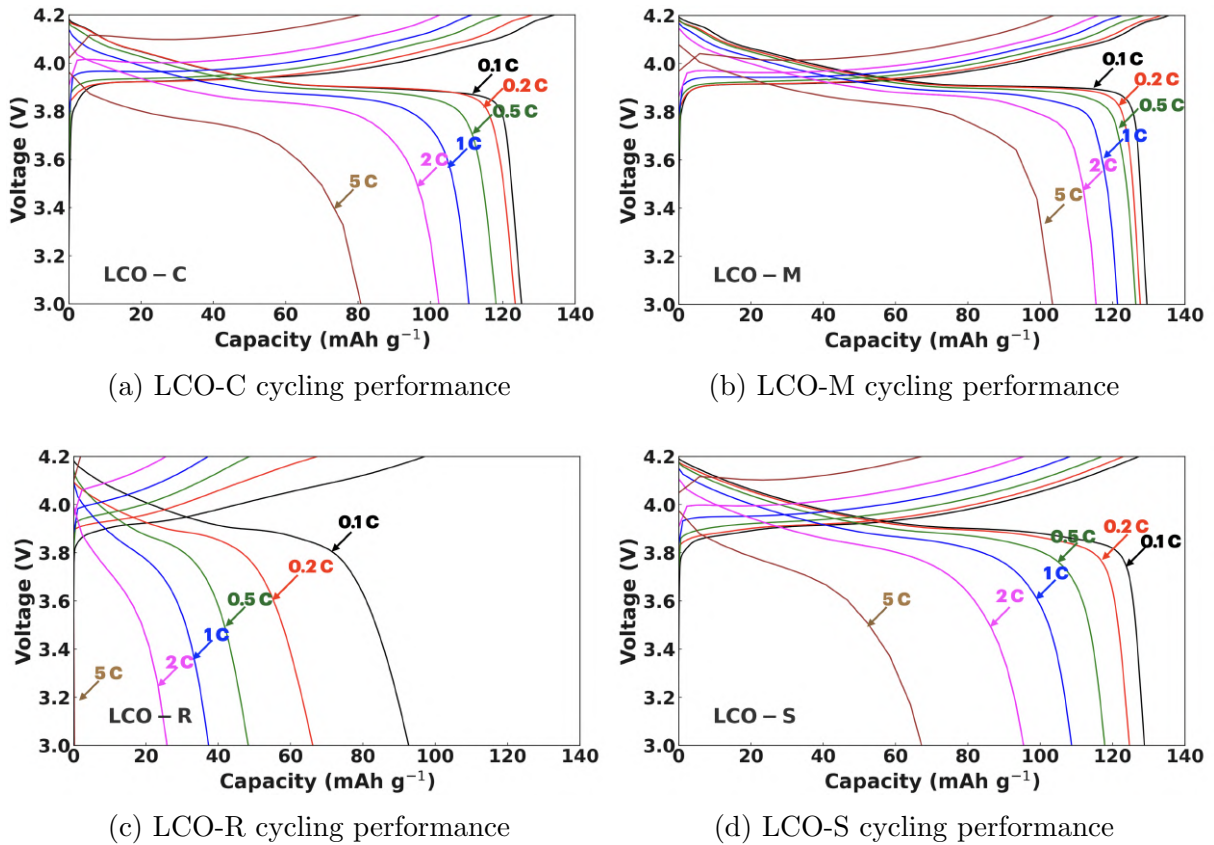 4.2
4.0
3.8
3.6
3.4
3.2
3.0
Voltage (V)
0.1 C
0.2 C
0.5 C
1 C
2 C
5 C
LCO – C
0 20 40 60 80 100 120 140
Capacity (mAh g⁻¹)
(a) LCO-C cycling performance
4.2
4.0
3.8
3.6
3.4
3.2
3.0
Voltage (V)
0.1 C
0.2 C
0.5 C
1 C
2 C
5 C
LCO – M
0 20 40 60 80 100 120 140
Capacity (mAh g⁻¹)
(b) LCO-M cycling performance
4.2
4.0
3.8
3.6
3.4
3.2
3.0
Voltage (V)
0.1 C
0.2 C
0.5 C
1 C
2 C
5 C
LCO – R
0 20 40 60 80 100 120 140
Capacity (mAh g⁻¹)
(c) LCO-R cycling performance
4.2
4.0
3.8
3.6
3.4
3.2
3.0
Voltage (V)
0.5 C
0.2 C
0.1 C
1 C
2 C
5 C
LCO – S
0 20 40 60 80 100 120 140
Capacity (mAh g⁻¹)
(d) LCO-S cycling performance